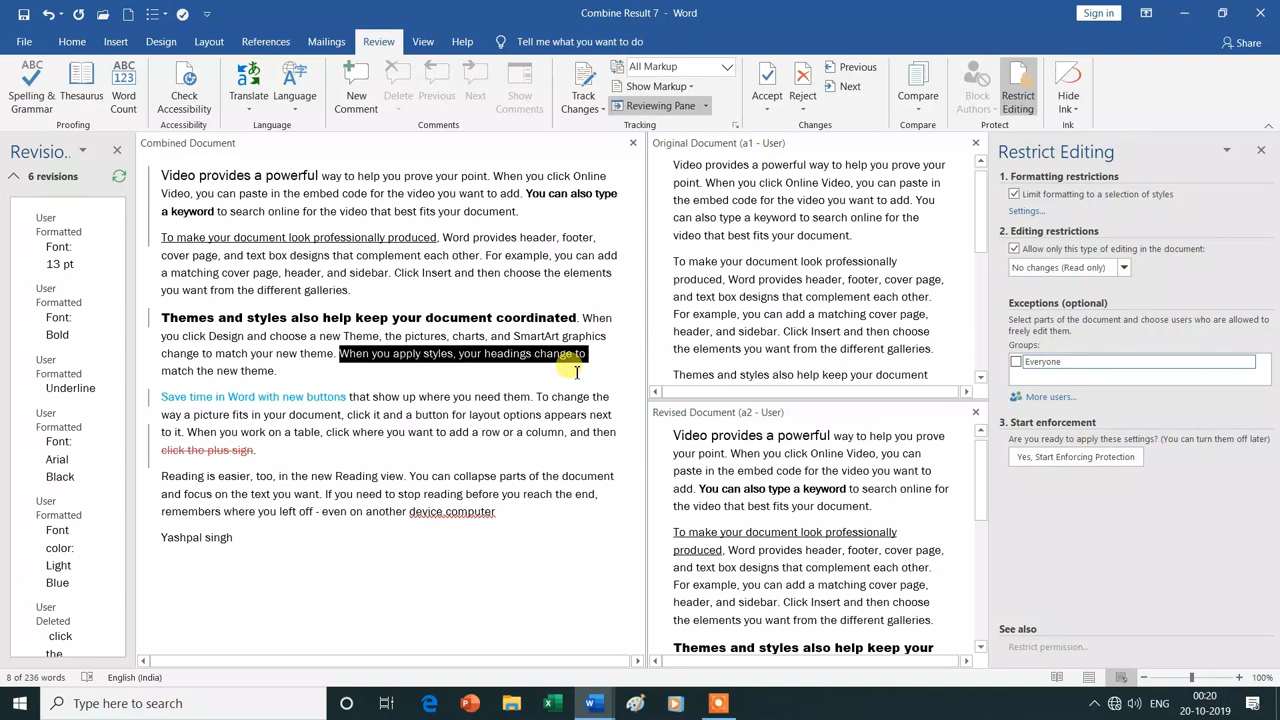 Combine Result 7 - Word
Sign in
File Home Insert Design Layout References Mailings Review View Help Tell me what you want to do
Share
ABC Spelling & Grammar
Thesaurus
ABC 123 Word Count
Proofing
Check Accessibility
Accessibility
Translate
Language
Language
New Comment
Delete
Previous
Next
Show Comments
Comments
Track Changes
All Markup
Show Markup
Reviewing Pane
Tracking
Accept
Reject
Previous
Next
Changes
Compare
Compare
Block Authors
Restrict Editing
Protect
Hide Ink
Ink
Revisio...
6 revisions
User
Formatted
Font:
13 pt
User
Formatted
Font:
Bold
User
Formatted
Underline
User
Formatted
Font:
Arial
Black
User
Formatted
Font
color:
Light
Blue
User
Deleted
click
the
Combined Document
Video provides a powerful way to help you prove your point. When you click Online
Video, you can paste in the embed code for the video you want to add. You can also type
a keyword to search online for the video that best fits your document.
To make your document look professionally produced, Word provides header, footer,
cover page, and text box designs that complement each other. For example, you can add
a matching cover page, header, and sidebar. Click Insert and then choose the elements
you want from the different galleries.
Themes and styles also help keep your document coordinated. When
you click Design and choose a new Theme, the pictures, charts, and SmartArt graphics
change to match your new theme. When you apply styles, your headings change to
match the new theme.
Save time in Word with new buttons that show up where you need them. To change the
way a picture fits in your document, click it and a button for layout options appears next
to it. When you work on a table, click where you want to add a row or a column, and then
click the plus sign.
Reading is easier, too, in the new Reading view. You can collapse parts of the document
and focus on the text you want. If you need to stop reading before you reach the end,
remembers where you left off - even on another device.computer
Yashpal singh
Original Document (a1 - User)
Video provides a powerful way to help you prove your
point. When you click Online Video, you can paste in
the embed code for the video you want to add. You
can also type a keyword to search online for the
video that best fits your document.
To make your document look professionally
produced, Word provides header, footer, cover page,
and text box designs that complement each other.
For example, you can add a matching cover page,
header, and sidebar. Click Insert and then choose
the elements you want from the different galleries.
Themes and styles also help keep your document
Revised Document (a2 - User)
Video provides a powerful way to help you prove
your point. When you click Online Video, you can
paste in the embed code for the video you want to
add. You can also type a keyword to search online for
the video that best fits your document.
To make your document look professionally
produced, Word provides header, footer, cover page,
and text box designs that complement each other.
For example, you can add a matching cover page,
header, and sidebar. Click Insert and then choose
the elements you want from the different galleries.
Themes and styles also help keep your
Restrict Editing
1. Formatting restrictions
Limit formatting to a selection of styles
Settings...
2. Editing restrictions
Allow only this type of editing in the document:
No changes (Read only)
Exceptions (optional)
Select parts of the document and choose users who are allowed to
freely edit them.
Groups:
Everyone
More users...
3. Start enforcement
Are you ready to apply these settings? (You can turn them off later)
Yes, Start Enforcing Protection
See also
Restrict permission...
8 of 236 words
English (India)
100%
Type here to search
ENG
00:20
20-10-2019